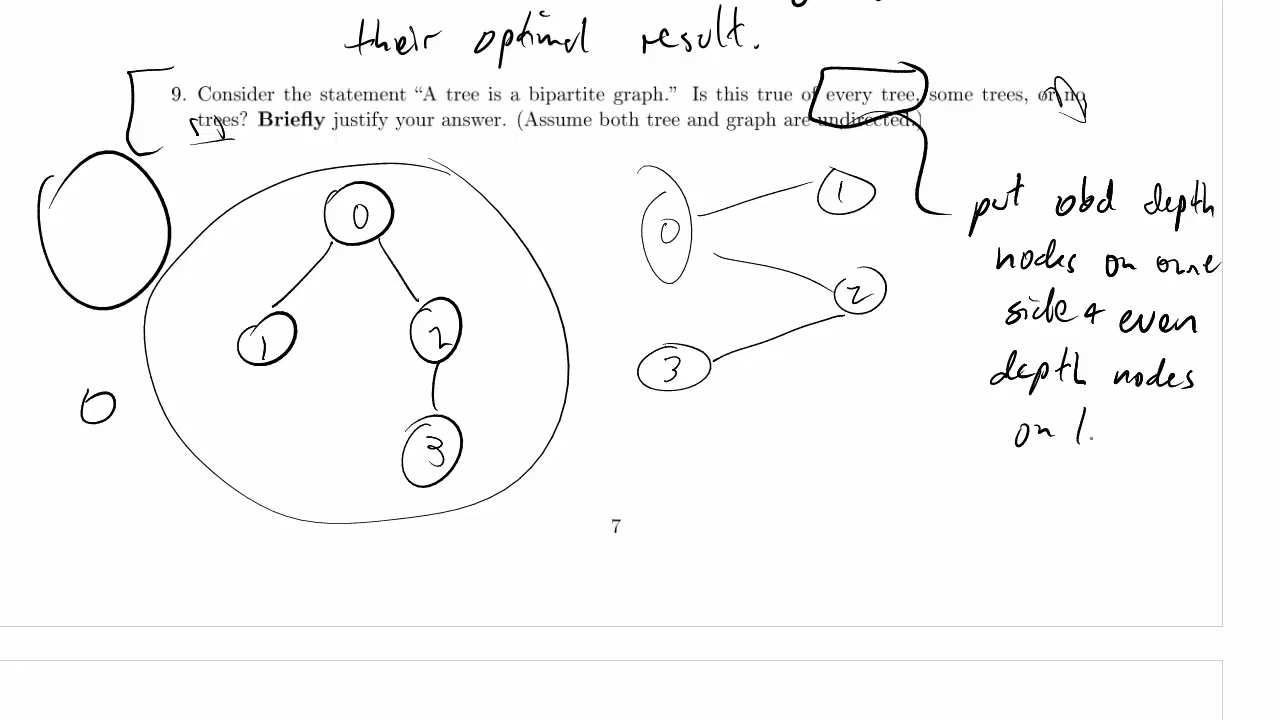 their optimal result.
9. Consider the statement “A tree is a bipartite graph.” Is this true of every tree, some trees, or no
trees? Briefly justify your answer. (Assume both tree and graph are undirected.)
0
1
2
3
0
1
2
3
put odd depth
nodes on one
side & even
depth nodes
on
7